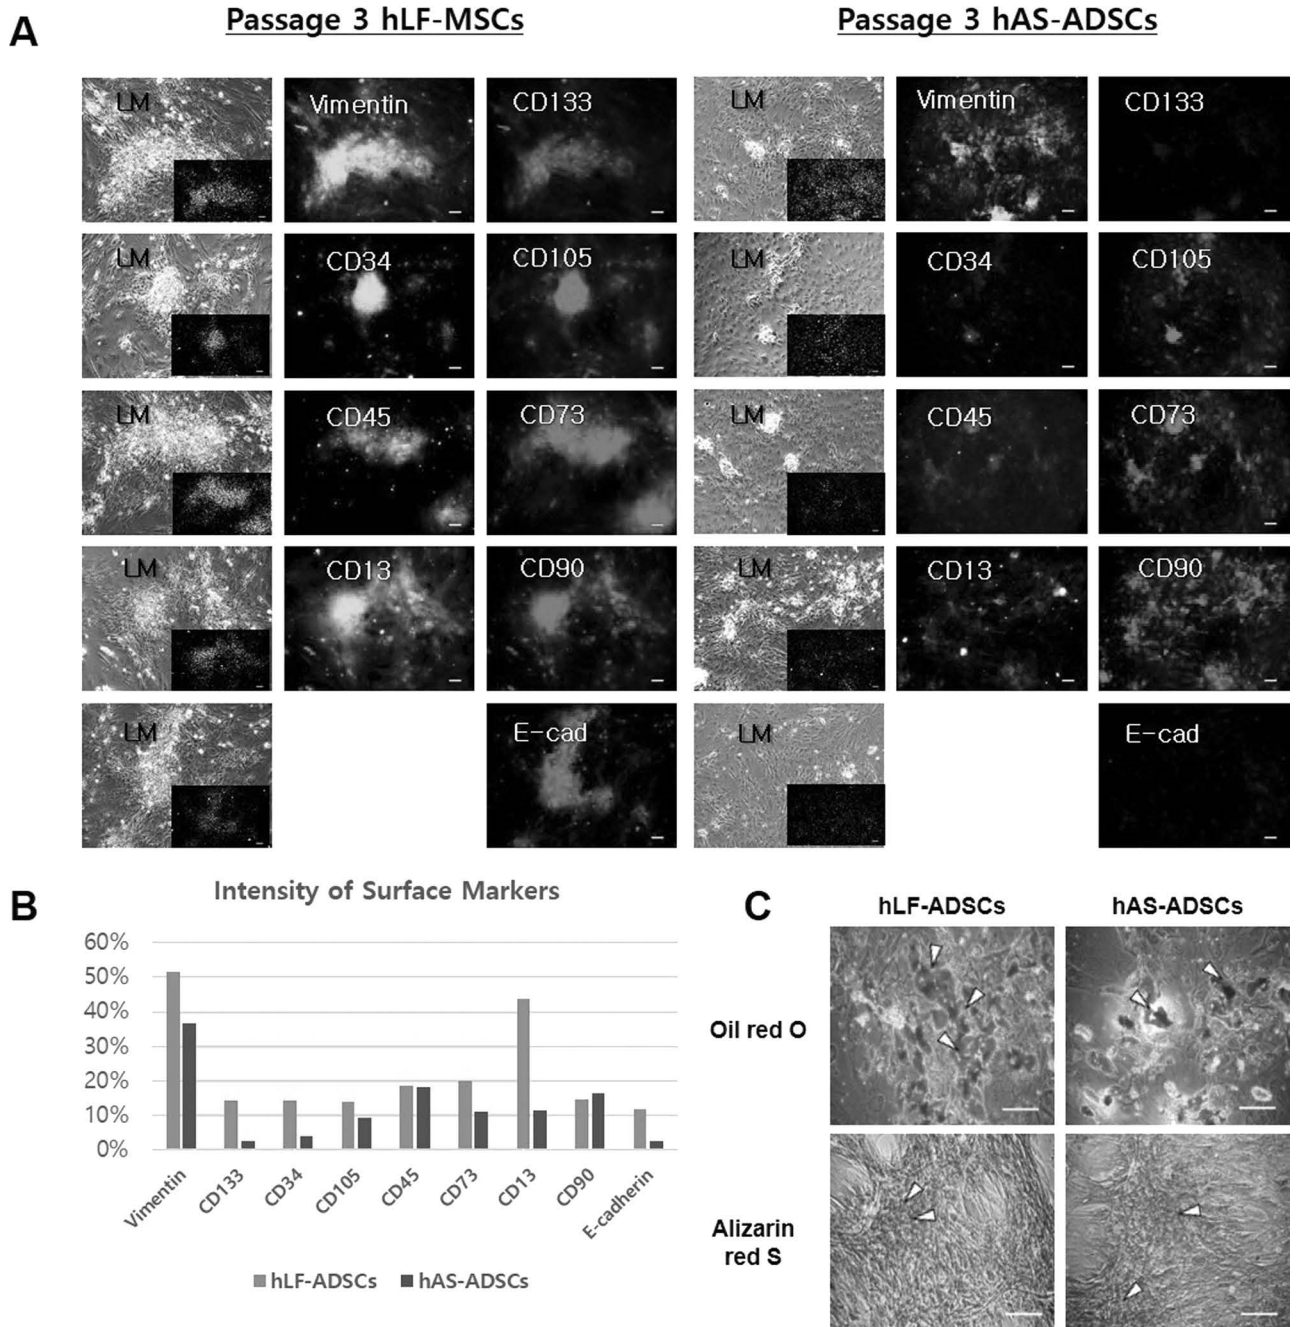 A
Passage 3 hLF-MSCs
Passage 3 hAS-ADSCs
LM
Vimentin
CD133
LM
Vimentin
CD133
LM
CD34
CD105
LM
CD34
CD105
LM
CD45
CD73
LM
CD45
CD73
LM
CD13
CD90
LM
CD13
CD90
LM
E-cad
LM
E-cad
B
Intensity of Surface Markers
60%
50%
40%
30%
20%
10%
0%
Vimentin
CD133
CD34
CD105
CD45
CD73
CD13
CD90
E-cadherin
hLF-ADSCs
hAS-ADSCs
C
hLF-ADSCs
hAS-ADSCs
Oil red O
Alizarin
red S